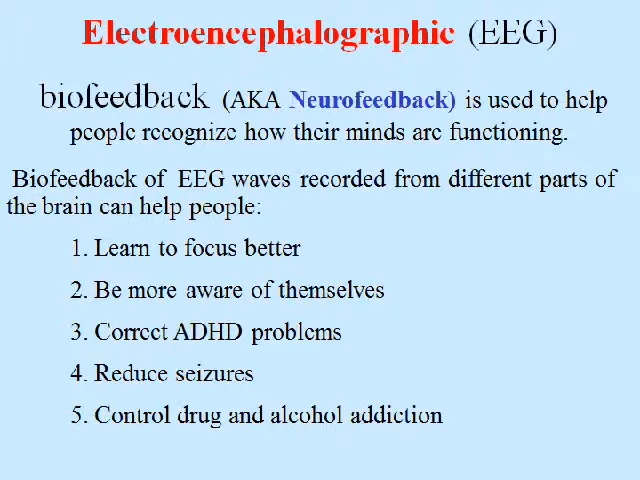 Electroencephalographic (EEG)
biofeedback (AKA Neurofeedback) is used to help
people recognize how their minds are functioning.
Biofeedback of EEG waves recorded from different parts of
the brain can help people:
1. Learn to focus better
2. Be more aware of themselves
3. Correct ADHD problems
4. Reduce seizures
5. Control drug and alcohol addiction